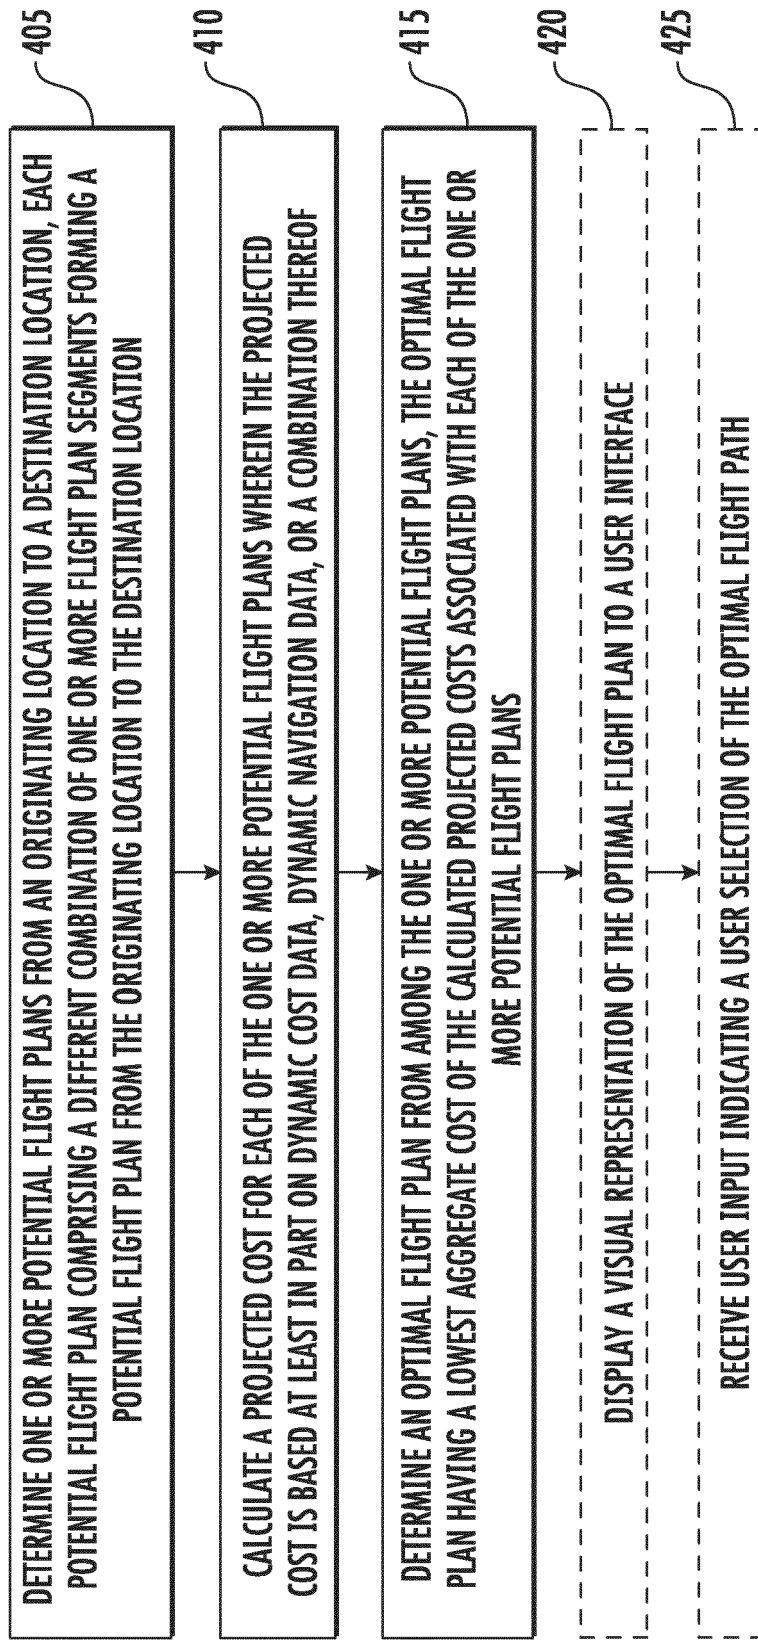 DETERMINE ONE OR MORE POTENTIAL FLIGHT PLANS FROM AN ORIGINATING LOCATION TO A DESTINATION LOCATION, EACH
POTENTIAL FLIGHT PLAN COMPRISING A DIFFERENT COMBINATION OF ONE OR MORE FLIGHT PLAN SEGMENTS FORMING A
POTENTIAL FLIGHT PLAN FROM THE ORIGINATING LOCATION TO THE DESTINATION LOCATION
405
CALCULATE A PROJECTED COST FOR EACH OF THE ONE OR MORE POTENTIAL FLIGHT PLANS WHEREIN THE PROJECTED
COST IS BASED AT LEAST IN PART ON DYNAMIC COST DATA, DYNAMIC NAVIGATION DATA, OR A COMBINATION THEREOF
410
DETERMINE AN OPTIMAL FLIGHT PLAN FROM AMONG THE ONE OR MORE POTENTIAL FLIGHT PLANS, THE OPTIMAL FLIGHT
PLAN HAVING A LOWEST AGGREGATE COST OF THE CALCULATED PROJECTED COSTS ASSOCIATED WITH EACH OF THE ONE OR
MORE POTENTIAL FLIGHT PLANS
415
DISPLAY A VISUAL REPRESENTATION OF THE OPTIMAL FLIGHT PLAN TO A USER INTERFACE
420
RECEIVE USER INPUT INDICATING A USER SELECTION OF THE OPTIMAL FLIGHT PATH
425